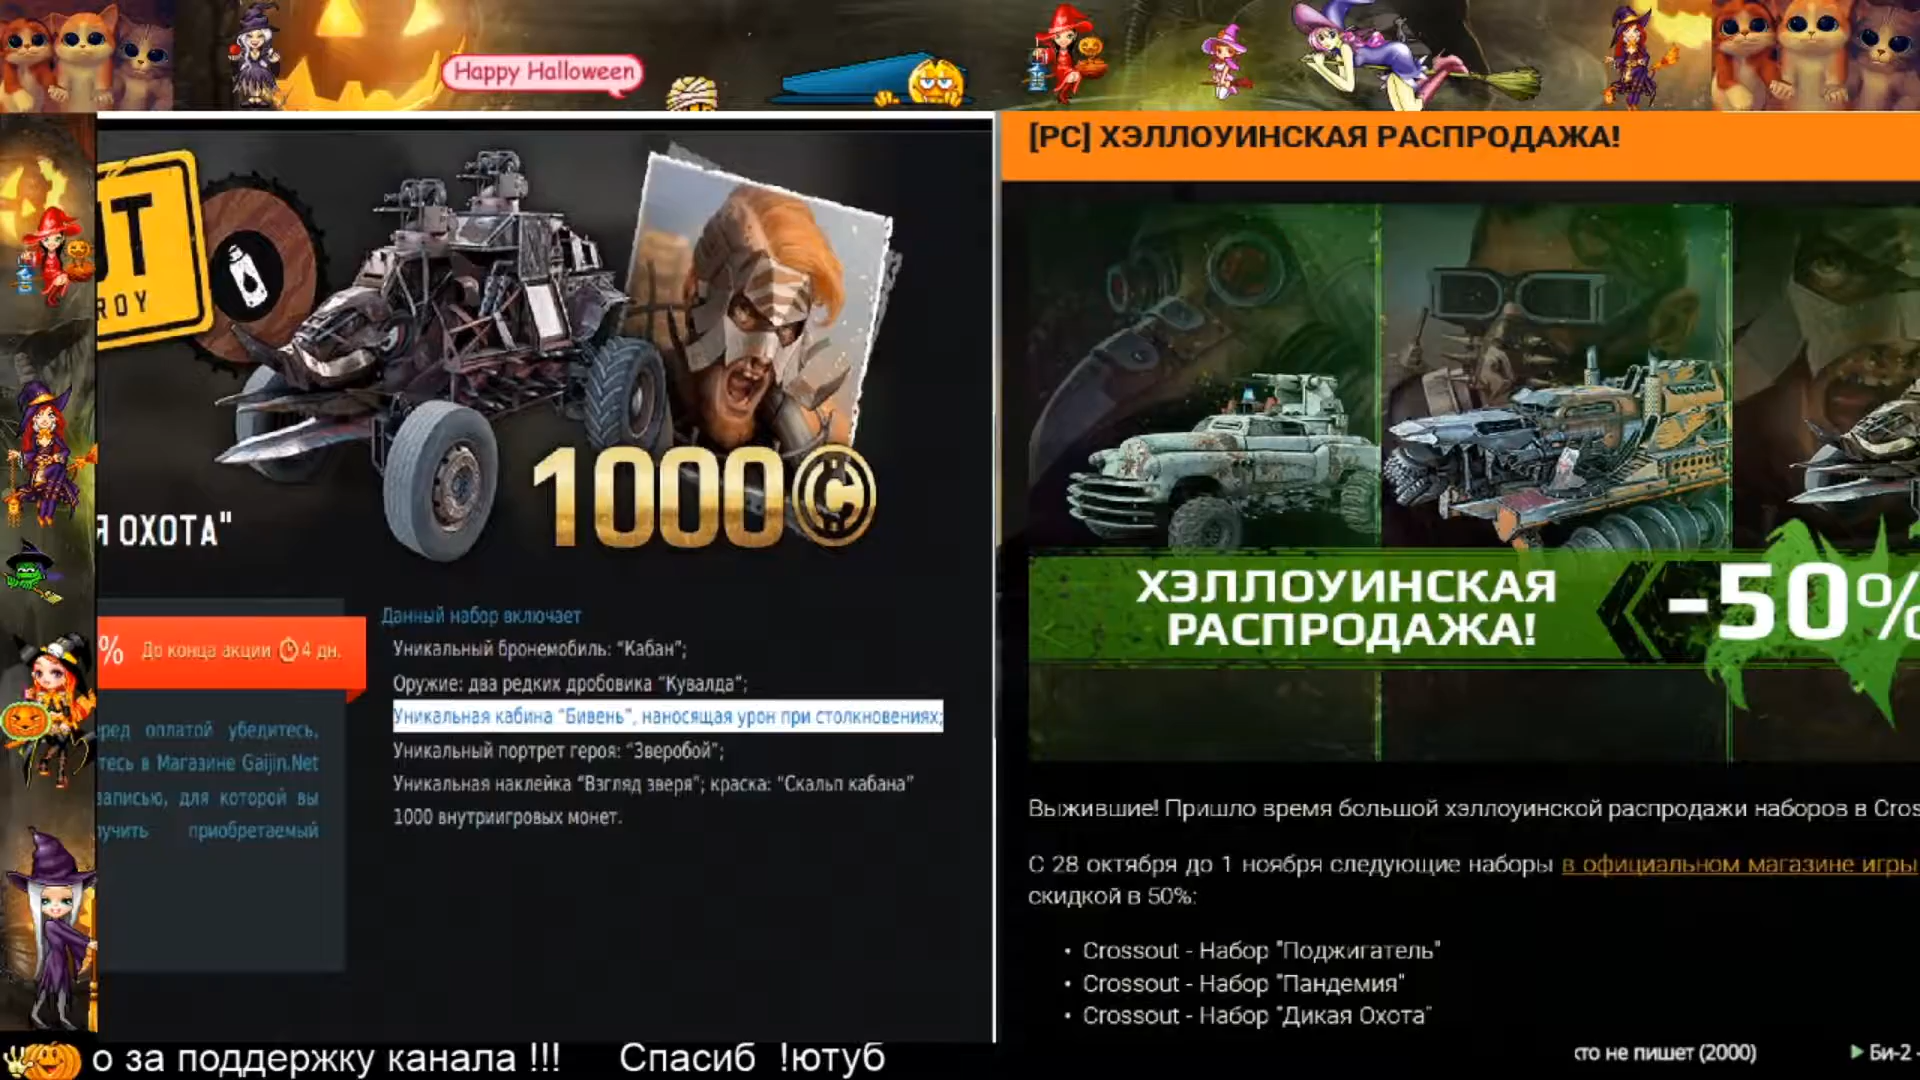 Happy Halloween
[PC] ХЭЛЛОУИНСКАЯ РАСПРОДАЖА!
UT
ROY
1000
Я ОХОТА"
ХЭЛЛОУИНСКАЯ
РАСПРОДАЖА!
-50%
% До конца акции 4 дн.
Данный набор включает
Уникальный бронемобиль: "Кабан";
Оружие: два редких дробовика "Кувалда";
Уникальная кабина "Бивень", наносящая урон при столкновениях;
Уникальный портрет героя: "Зверобой";
Уникальная наклейка "Взгляд зверя"; краска: "Скальп кабана"
1000 внутриигровых монет.
оплатой убедитесь,
в Магазине Gaijin.Net
для которой вы
приобретаемый
Выжившие! Пришло время большой хэллоуинской распродажи наборов в Cros
С 28 октября до 1 ноября следующие наборы в официальном магазине игры
скидкой в 50%:
• Crossout - Набор "Поджигатель"
• Crossout - Набор "Пандемия"
• Crossout - Набор "Дикая Охота"
о за поддержку канала !!! Спасиб !ютуб
кто не пишет (2000) Би-2 -